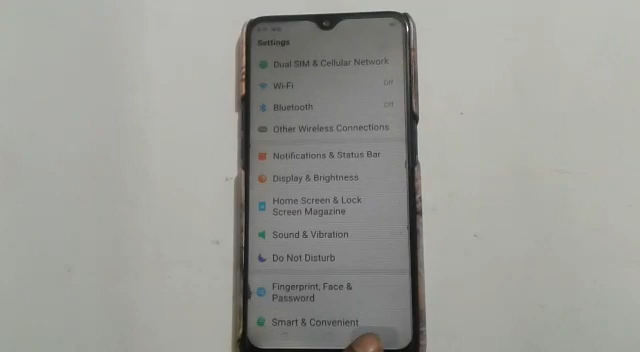 Settings
Dual SIM & Cellular Network
Wi-Fi Off
Bluetooth Off
Other Wireless Connections
Notifications & Status Bar
Display & Brightness
Home Screen & Lock
Screen Magazine
Sound & Vibration
Do Not Disturb
Fingerprint, Face &
Password
Smart & Convenient